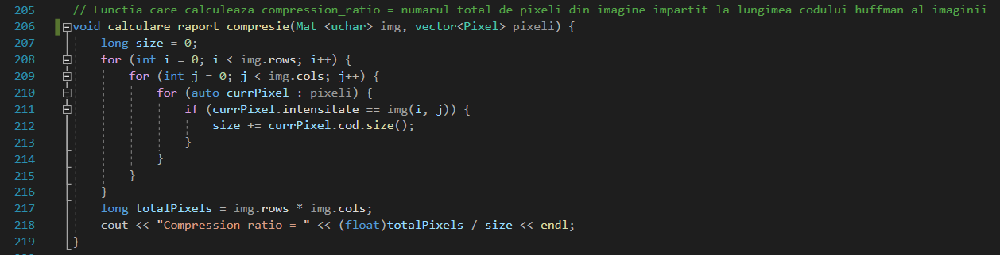 205 // Functia care calculeaza compression_ratio = numarul total de pixeli din imagine impartit la lungimea codului huffman al imaginii
206 void calculare_raport_compresie(Mat_<uchar> img, vector<Pixel> pixeli) {
207     long size = 0;
208     for (int i = 0; i < img.rows; i++) {
209         for (int j = 0; j < img.cols; j++) {
210             for (auto currPixel : pixeli) {
211                 if (currPixel.intensitate == img(i, j)) {
212                     size += currPixel.cod.size();
213                 }
214             }
215         }
216     }
217     long totalPixels = img.rows * img.cols;
218     cout << "Compression ratio = " << (float)totalPixels / size << endl;
219 }